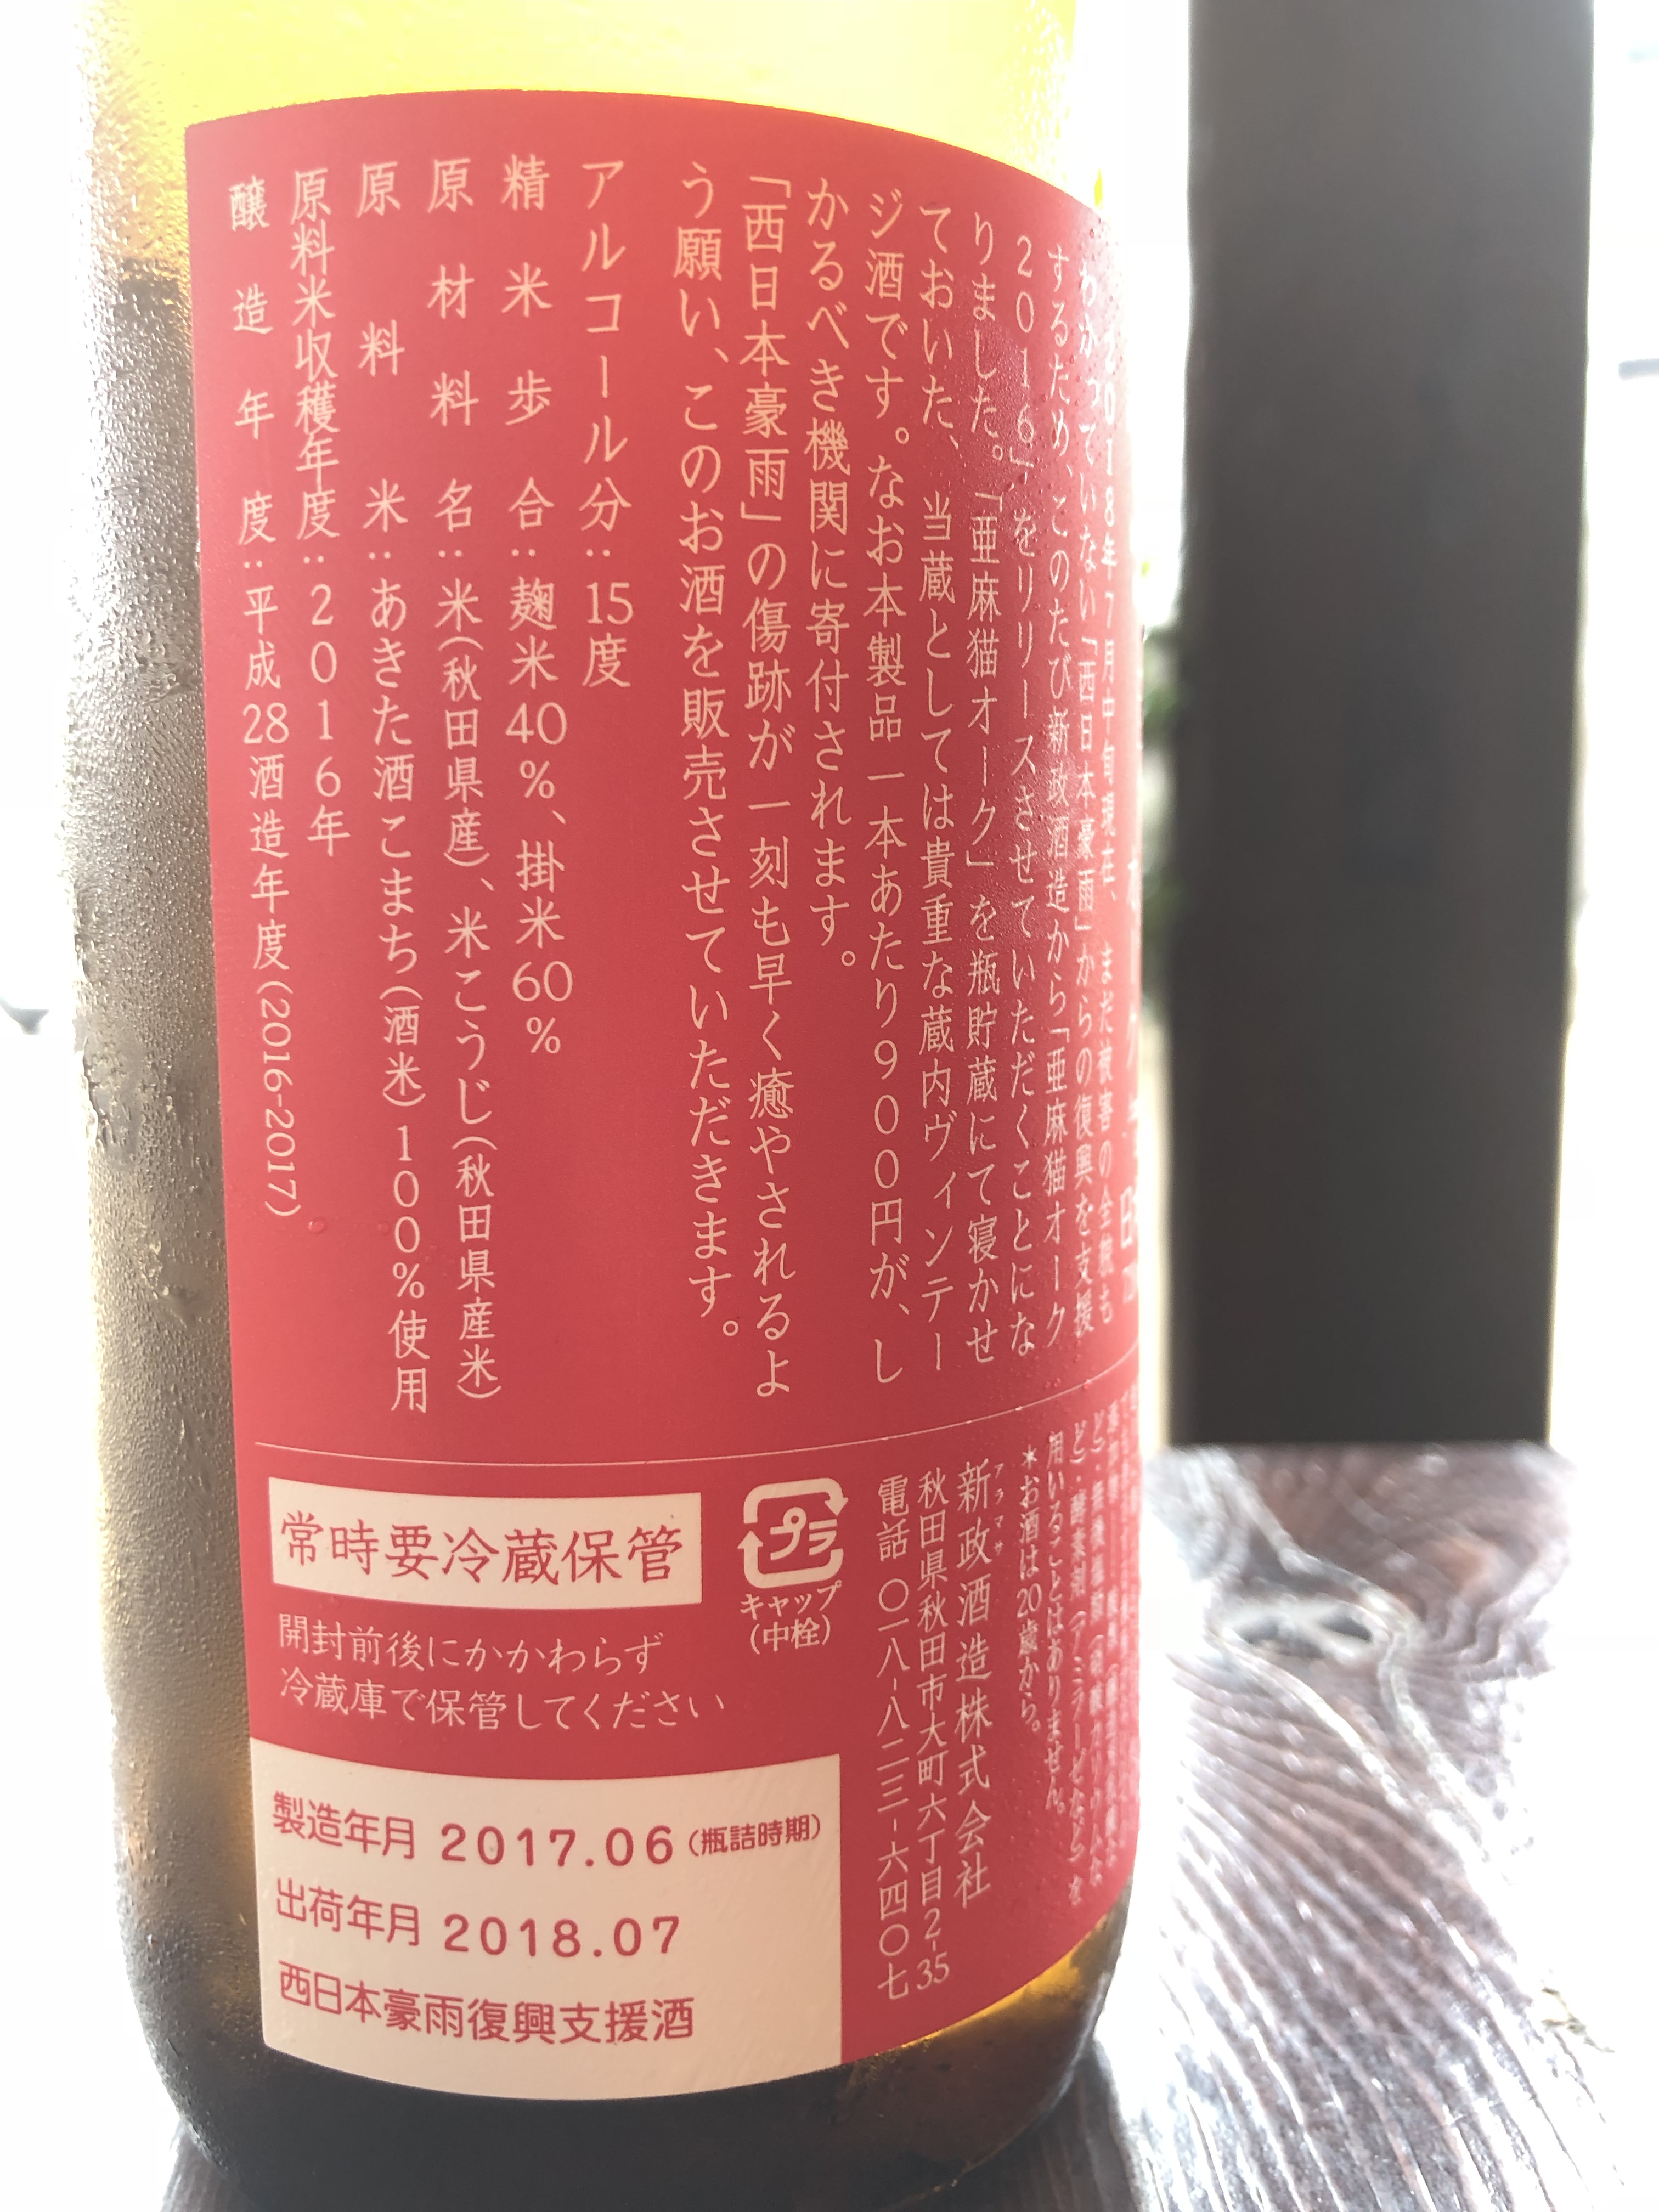 2018年7月中旬現在、まだ被害の全貌も
わかっていない「西日本豪雨」からの復興を支援
するため、このたび新政酒造から「亜麻猫オーク
2016」をリリースさせていただくことにな
りました。「亜麻猫オーク」を瓶貯蔵にて寝かせ
ておいた、当蔵としては貴重な蔵内ヴィンテー
ジ酒です。なお本製品一本あたり900円が、し
かるべき機関に寄付されます。
「西日本豪雨」の傷跡が一刻も早く癒やされるよ
う願い、このお酒を販売させていただきます。
アルコール分:15度
精米歩合:麹米40%、掛米60%
原材料名:米(秋田県産)、米こうじ(秋田県産米)
原料米:あきた酒こまち(酒米)100%使用
原料米収穫年度:2016年
醸造年度:平成28酒造年度(2016-2017)
用いることはありません。
*お酒は20歳から。
アラマサ
新政酒造株式会社
秋田県秋田市大町六丁目2-35
電話 〇一八-八二三-六四〇七
プラ
キャップ
(中栓)
常時要冷蔵保管
開封前後にかかわらず
冷蔵庫で保管してください
製造年月 2017.06(瓶詰時期)
出荷年月 2018.07
西日本豪雨復興支援酒